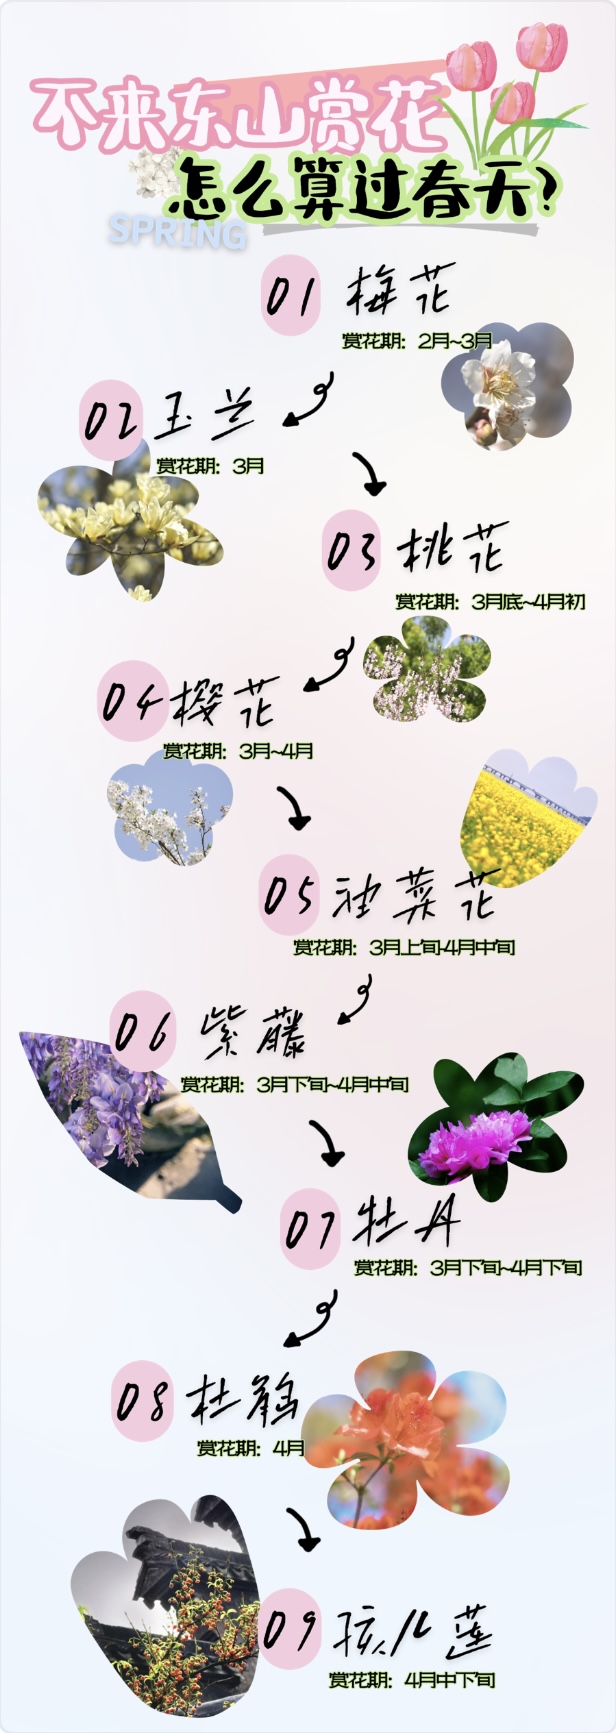 不来东山赏花
怎么算过春天?
SPRING
01 梅花
赏花期：2月~3月
02 玉兰
赏花期：3月
03 桃花
赏花期：3月底~4月初
04 樱花
赏花期：3月~4月
05 油菜花
赏花期：3月上旬-4月中旬
06 紫藤
赏花期：3月下旬~4月中旬
07 牡丹
赏花期：3月下旬~4月下旬
08 杜鹃
赏花期：4月
09 孩儿莲
赏花期：4月中下旬